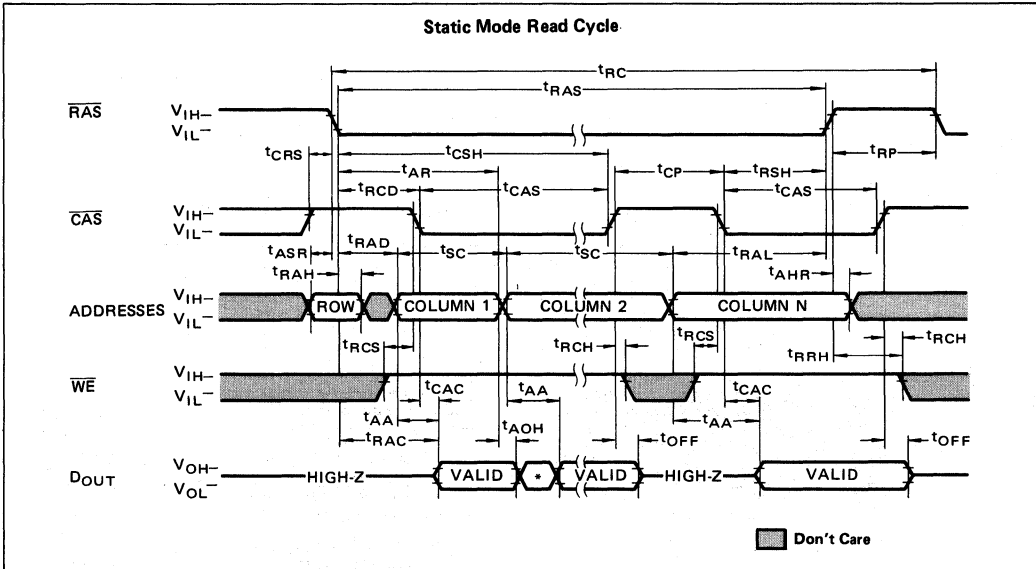 Static Mode Read Cycle
tRC
tRAS
RAS
VIH–
VIL–
tCRS
tCSH
tRP
tAR
tCP
tRSH
tRCD
tCAS
tCAS
CAS
VIH–
VIL–
tASR
tRAD
tSC
tSC
tRAL
tRAH
tAHR
ADDRESSES
VIH–
VIL–
ROW
COLUMN 1
COLUMN 2
COLUMN N
tRCS
tRCH
tRCS
tRCH
tRRH
WE
VIH–
VIL–
tCAC
tCAC
tAA
tAA
tAA
tRAC
tAOH
tOFF
tOFF
DOUT
VOH–
VOL–
HIGH-Z
VALID
*
VALID
HIGH-Z
VALID
Don't Care